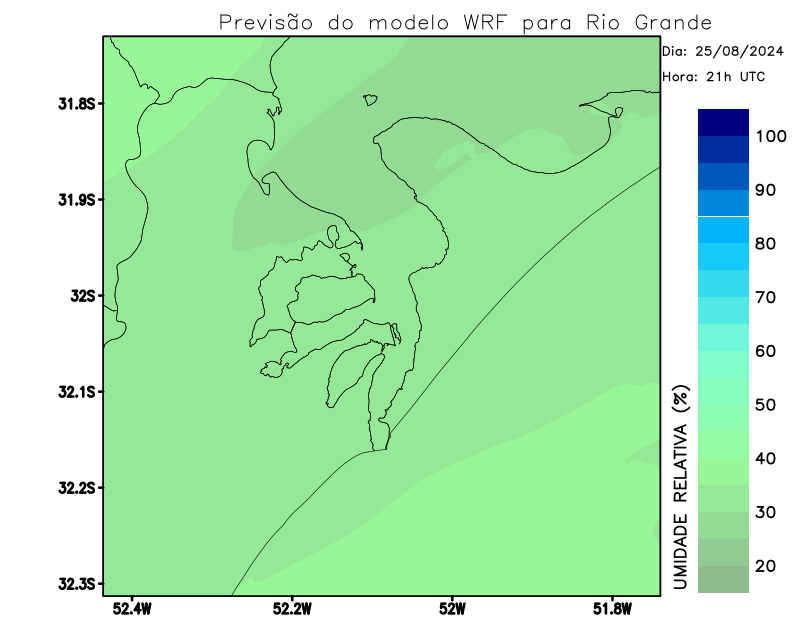 Previsão do modelo WRF para Rio Grande
Dia: 25/08/2024
Hora: 21h UTC
31.8S
31.9S
32S
32.1S
32.2S
32.3S
52.4W
52.2W
52W
51.8W
UMIDADE RELATIVA (%)
100
90
80
70
60
50
40
30
20